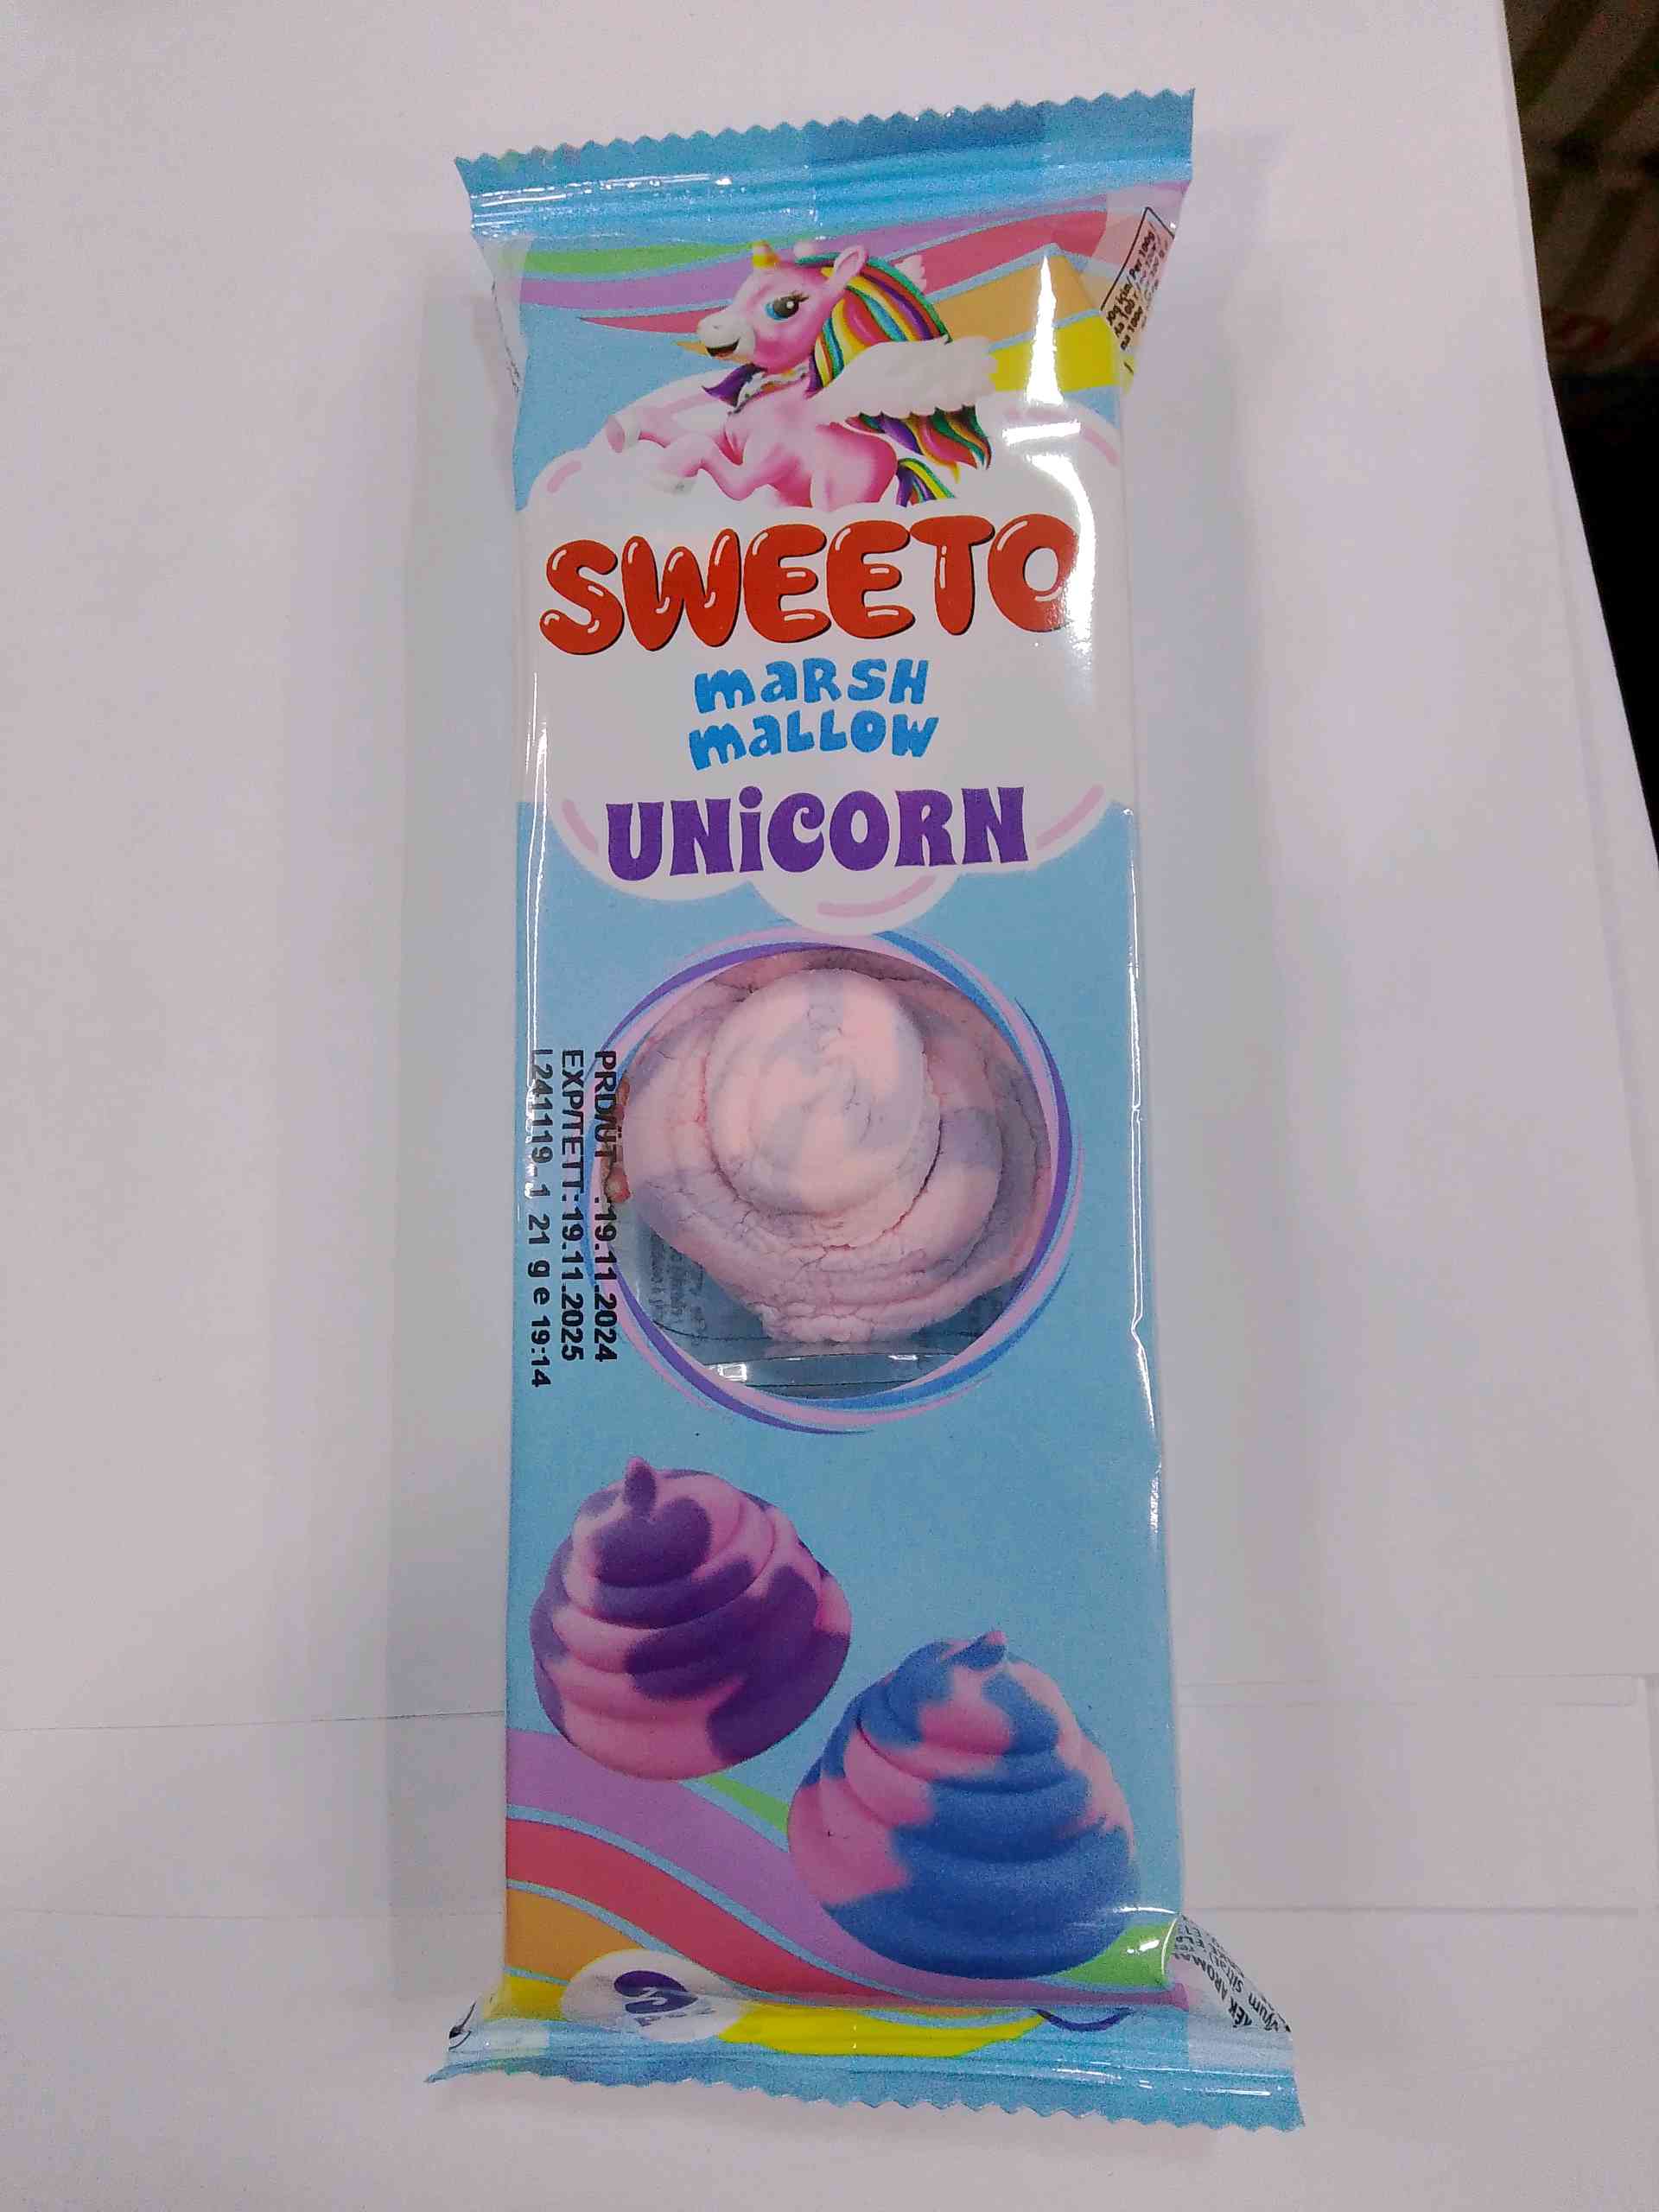 SWEETO
MARSH
MALLOW
UNiCORN
PRD/ÜT :19.11.2024
EXP/TETT:19.11.2025
L241119-1 21 g e 19:14